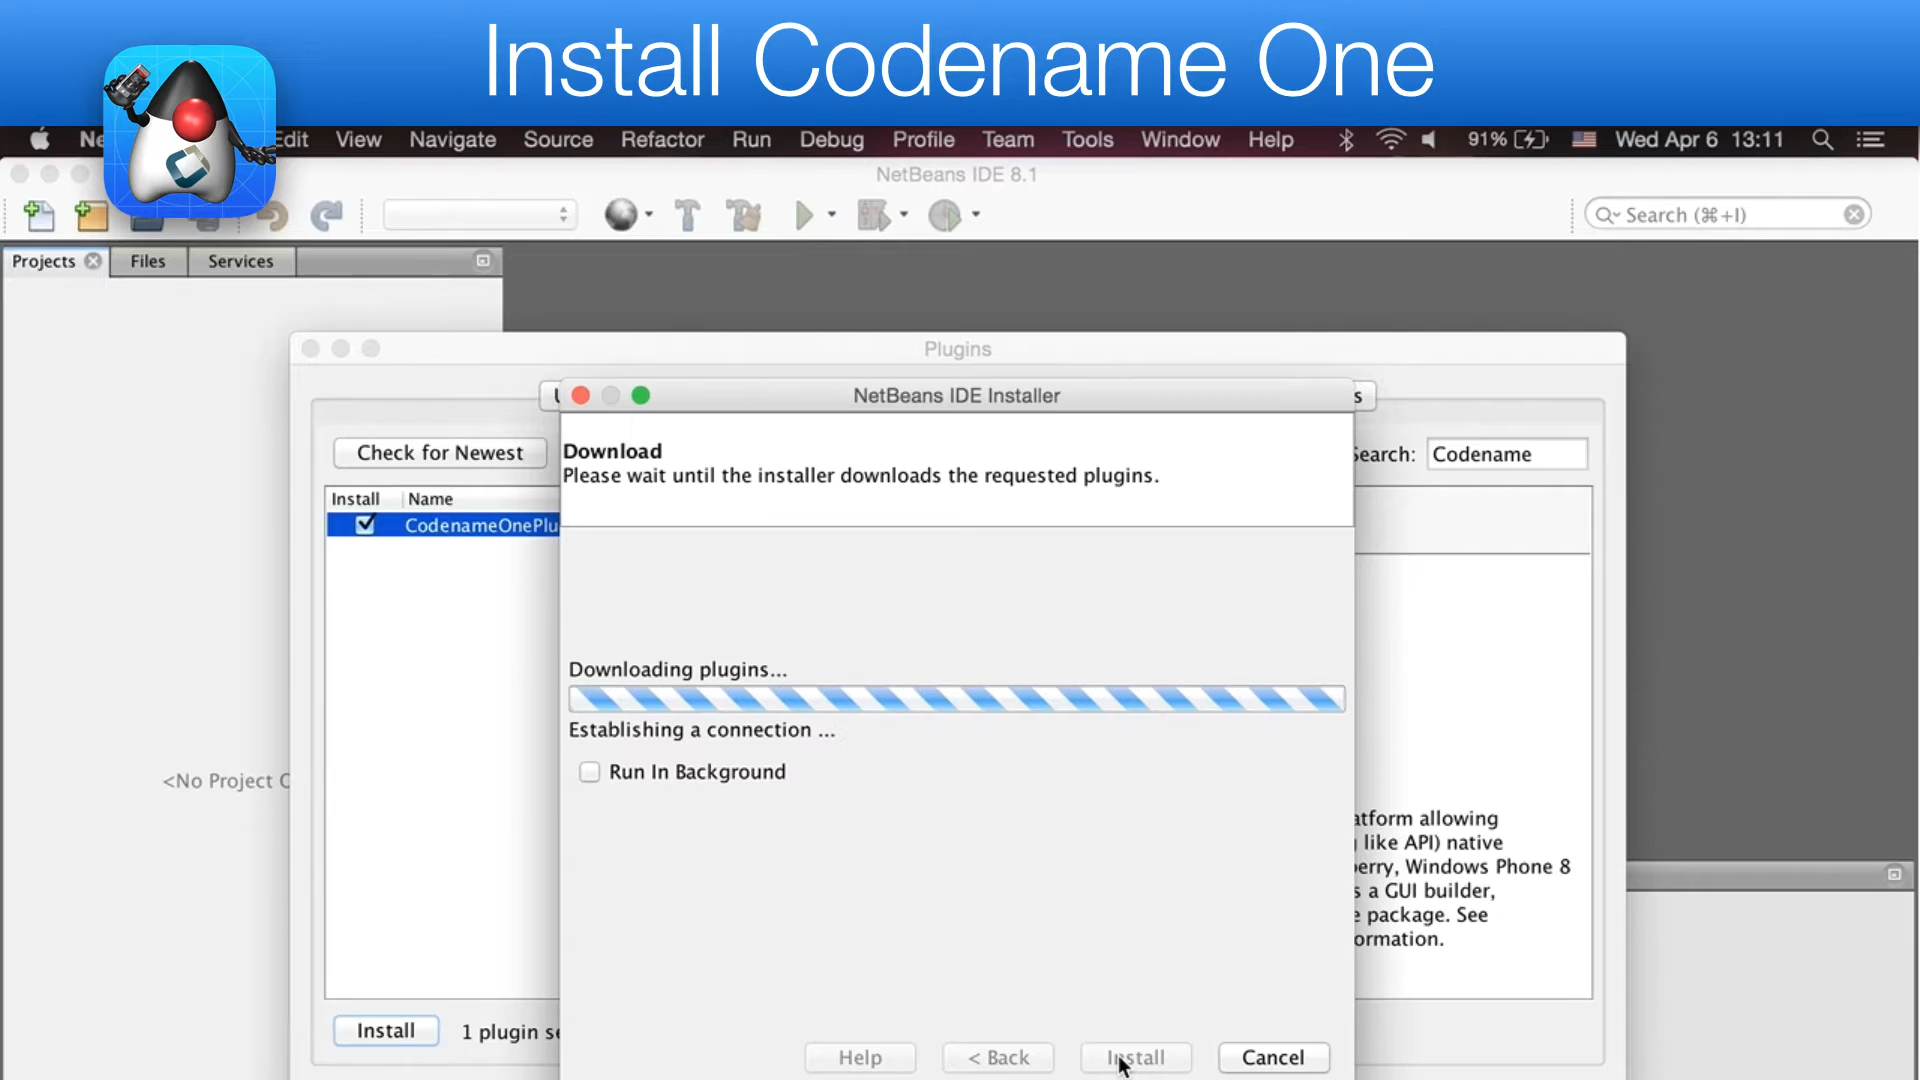 Install Codename One
Ne Edit View Navigate Source Refactor Run Debug Profile Team Tools Window Help 91% Wed Apr 6 13:11
NetBeans IDE 8.1
Search (⌘+I)
Projects Files Services
Plugins
NetBeans IDE Installer
s
Check for Newest
Search: Codename
Download
Please wait until the installer downloads the requested plugins.
Install Name
CodenameOnePlu
Downloading plugins...
Establishing a connection ...
Run In Background
<No Project
atform allowing
like API) native
erry, Windows Phone 8
s a GUI builder,
e package. See
ormation.
Install 1 plugin se
Help < Back Install Cancel